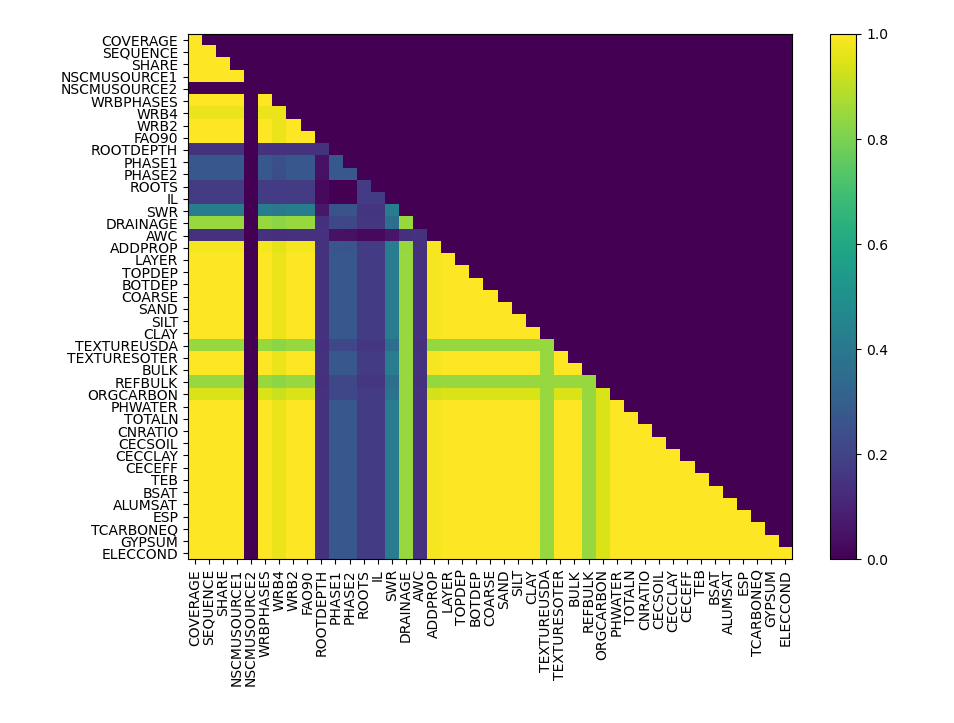 COVERAGE
SEQUENCE
SHARE
NSCMUSOURCE1
NSCMUSOURCE2
WRBPHASES
WRB4
WRB2
FAO90
ROOTDEPTH
PHASE1
PHASE2
ROOTS
IL
SWR
DRAINAGE
AWC
ADDPROP
LAYER
TOPDEP
BOTDEP
COARSE
SAND
SILT
CLAY
TEXTUREUSDA
TEXTURESOTER
BULK
REFBULK
ORGCARBON
PHWATER
TOTALN
CNRATIO
CECSOIL
CECCLAY
CECEFF
TEB
BSAT
ALUMSAT
ESP
TCARBONEQ
GYPSUM
ELECCOND
COVERAGE
SEQUENCE
SHARE
NSCMUSOURCE1
NSCMUSOURCE2
WRBPHASES
WRB4
WRB2
FAO90
ROOTDEPTH
PHASE1
PHASE2
ROOTS
IL
SWR
DRAINAGE
AWC
ADDPROP
LAYER
TOPDEP
BOTDEP
COARSE
SAND
SILT
CLAY
TEXTUREUSDA
TEXTURESOTER
BULK
REFBULK
ORGCARBON
PHWATER
TOTALN
CNRATIO
CECSOIL
CECCLAY
CECEFF
TEB
BSAT
ALUMSAT
ESP
TCARBONEQ
GYPSUM
ELECCOND
1.0
0.8
0.6
0.4
0.2
0.0